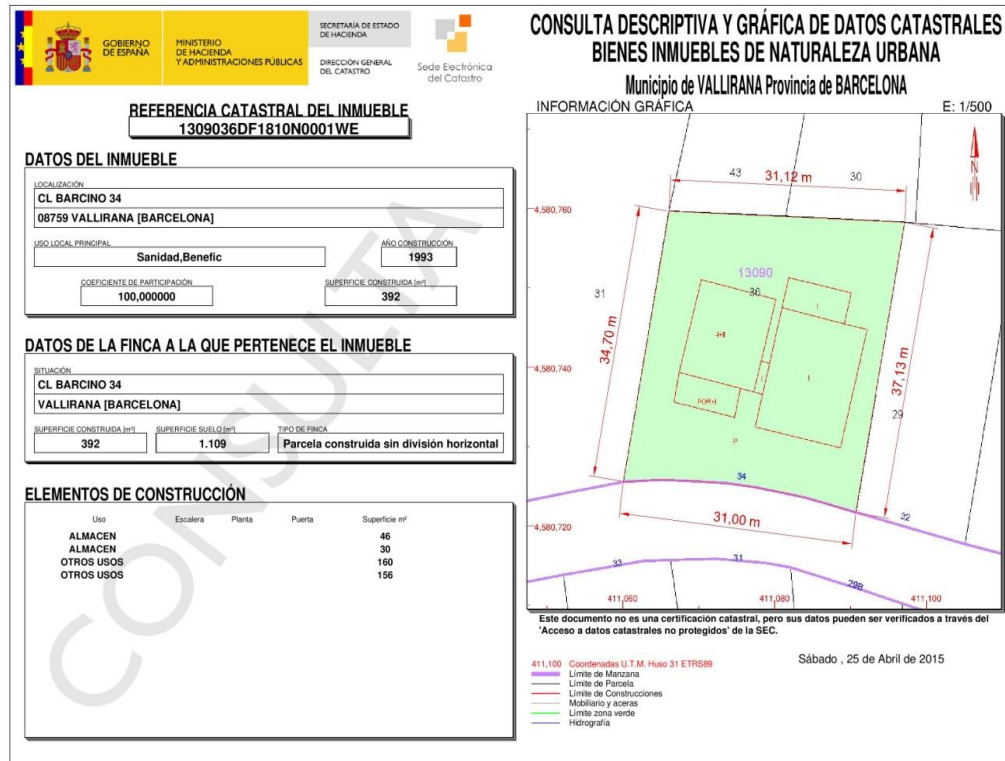 GOBIERNO
DE ESPAÑA
MINISTERIO
DE HACIENDA
Y ADMINISTRACIONES PÚBLICAS
SECRETARÍA DE ESTADO
DE HACIENDA
DIRECCIÓN GENERAL
DEL CATASTRO
Sede Electrónica
del Catastro
REFERENCIA CATASTRAL DEL INMUEBLE
1309036DF1810N0001WE
DATOS DEL INMUEBLE
LOCALIZACIÓN
CL BARCINO 34
08759 VALLIRANA [BARCELONA]
USO LOCAL PRINCIPAL AÑO CONSTRUCCIÓN
Sanidad,Benefic 1993
COEFICIENTE DE PARTICIPACIÓN SUPERFICIE CONSTRUIDA [m²]
100,000000 392
DATOS DE LA FINCA A LA QUE PERTENECE EL INMUEBLE
SITUACIÓN
CL BARCINO 34
VALLIRANA [BARCELONA]
SUPERFICIE CONSTRUIDA [m²] SUPERFICIE SUELO [m²] TIPO DE FINCA
392 1.109 Parcela construida sin división horizontal
ELEMENTOS DE CONSTRUCCIÓN
Uso Escalera Planta Puerta Superficie m²
ALMACEN 46
ALMACEN 30
OTROS USOS 160
OTROS USOS 156
CONSULTA
CONSULTA DESCRIPTIVA Y GRÁFICA DE DATOS CATASTRALES
BIENES INMUEBLES DE NATURALEZA URBANA
Municipio de VALLIRANA Provincia de BARCELONA
INFORMACIÓN GRÁFICA E: 1/500
43 31,12 m 30
N
4,580,760
13090
36
31
I
34,70 m
-I+II
I
I
37,13 m
4,580,740
POR+I
29
P
34
31,00 m
32
4,580,720
33 31 29B
411,060 411,080 411,100
Este documento no es una certificación catastral, pero sus datos pueden ser verificados a través del
'Acceso a datos catastrales no protegidos' de la SEC.
411,100 Coordenadas U.T.M. Huso 31 ETRS89
Límite de Manzana
Límite de Parcela
Límite de Construcciones
Mobiliario y aceras
Límite zona verde
Hidrografía
Sábado , 25 de Abril de 2015